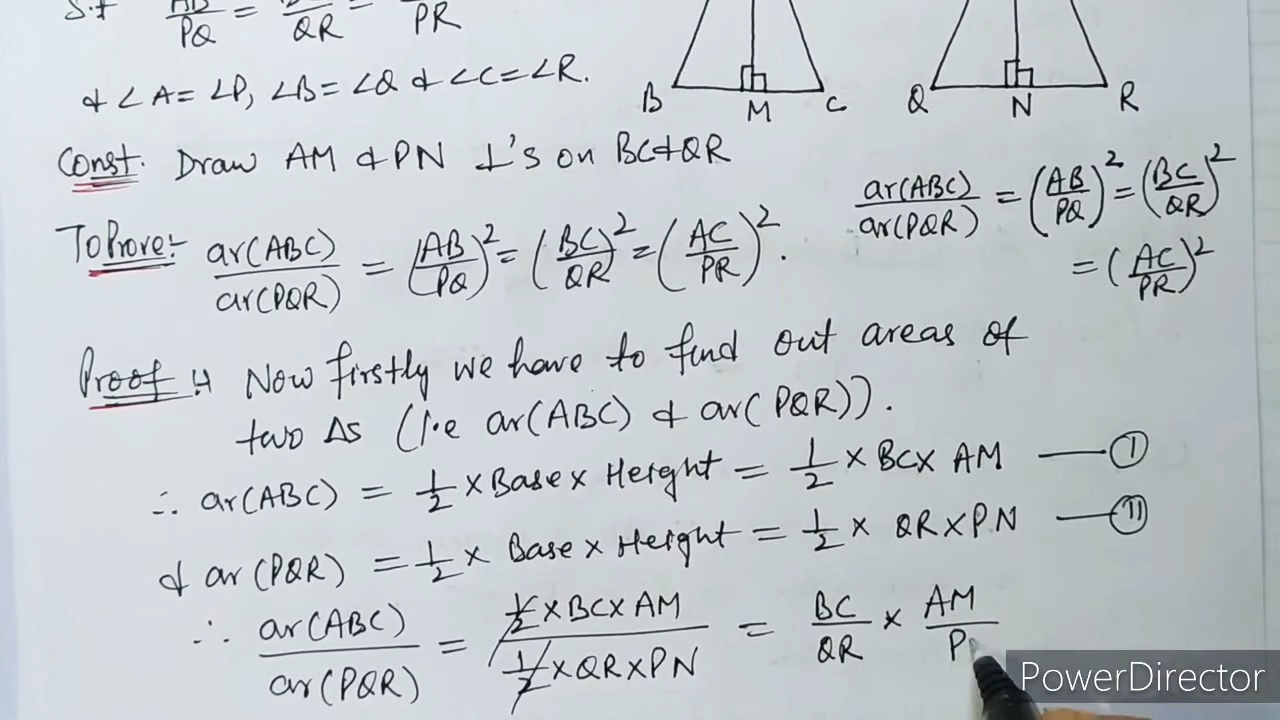 S.t AB/PQ = /QR = /PR
& ∠A = ∠P, ∠B = ∠Q & ∠C = ∠R.
B M C Q N R
Const. Draw AM & PN ⊥'s on BC & QR
To Prove:- ar(ABC)/ar(PQR) = (AB/PQ)² = (BC/QR)² = (AC/PR)².
ar(ABC)/ar(PQR) = (AB/PQ)² = (BC/QR)²
= (AC/PR)²
Proof :- Now firstly we have to find out areas of
two Δs (i.e ar(ABC) & ar(PQR)).
∴ ar(ABC) = 1/2 × Base × Height = 1/2 × BC × AM — (I)
& ar(PQR) = 1/2 × Base × Height = 1/2 × QR × PN — (II)
∴ ar(ABC)/ar(PQR) = (1/2 × BC × AM)/(1/2 × QR × PN) = BC/QR × AM/P
PowerDirector